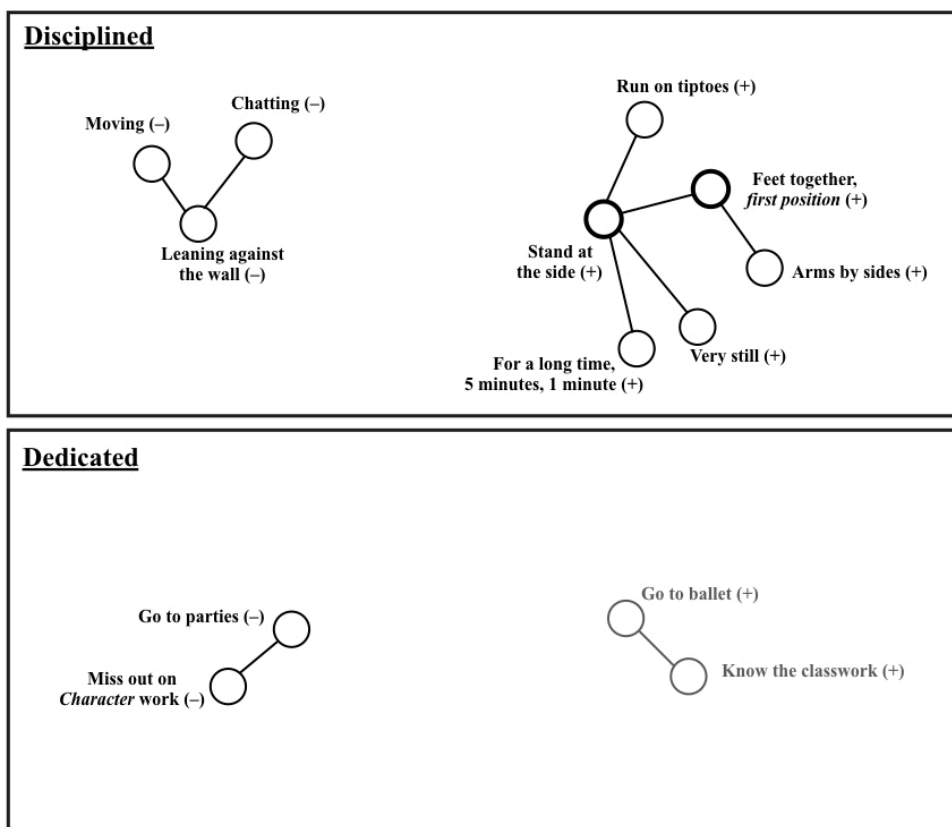 Disciplined
Moving (–)
Chatting (–)
Leaning against
the wall (–)
Run on tiptoes (+)
Feet together,
first position (+)
Stand at
the side (+)
Arms by sides (+)
Very still (+)
For a long time,
5 minutes, 1 minute (+)
Dedicated
Go to parties (–)
Miss out on
Character work (–)
Go to ballet (+)
Know the classwork (+)